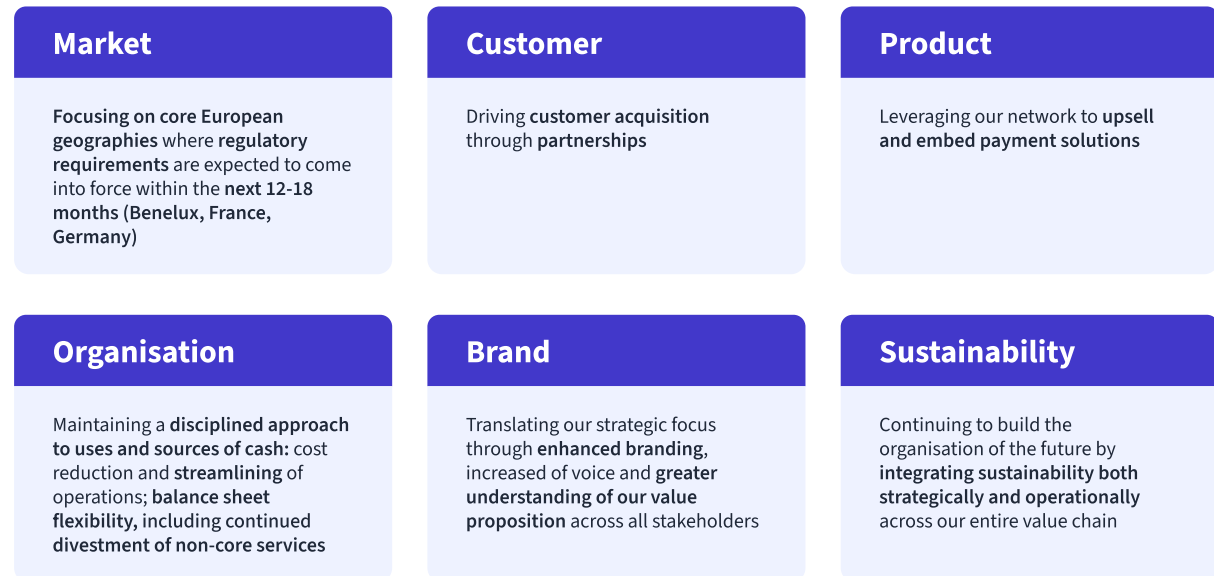 Market
Focusing on core European
geographies where regulatory
requirements are expected to come
into force within the next 12-18
months (Benelux, France,
Germany)
Customer
Driving customer acquisition
through partnerships
Product
Leveraging our network to upsell
and embed payment solutions
Organisation
Maintaining a disciplined approach
to uses and sources of cash: cost
reduction and streamlining of
operations; balance sheet
flexibility, including continued
divestment of non-core services
Brand
Translating our strategic focus
through enhanced branding,
increased of voice and greater
understanding of our value
proposition across all stakeholders
Sustainability
Continuing to build the
organisation of the future by
integrating sustainability both
strategically and operationally
across our entire value chain